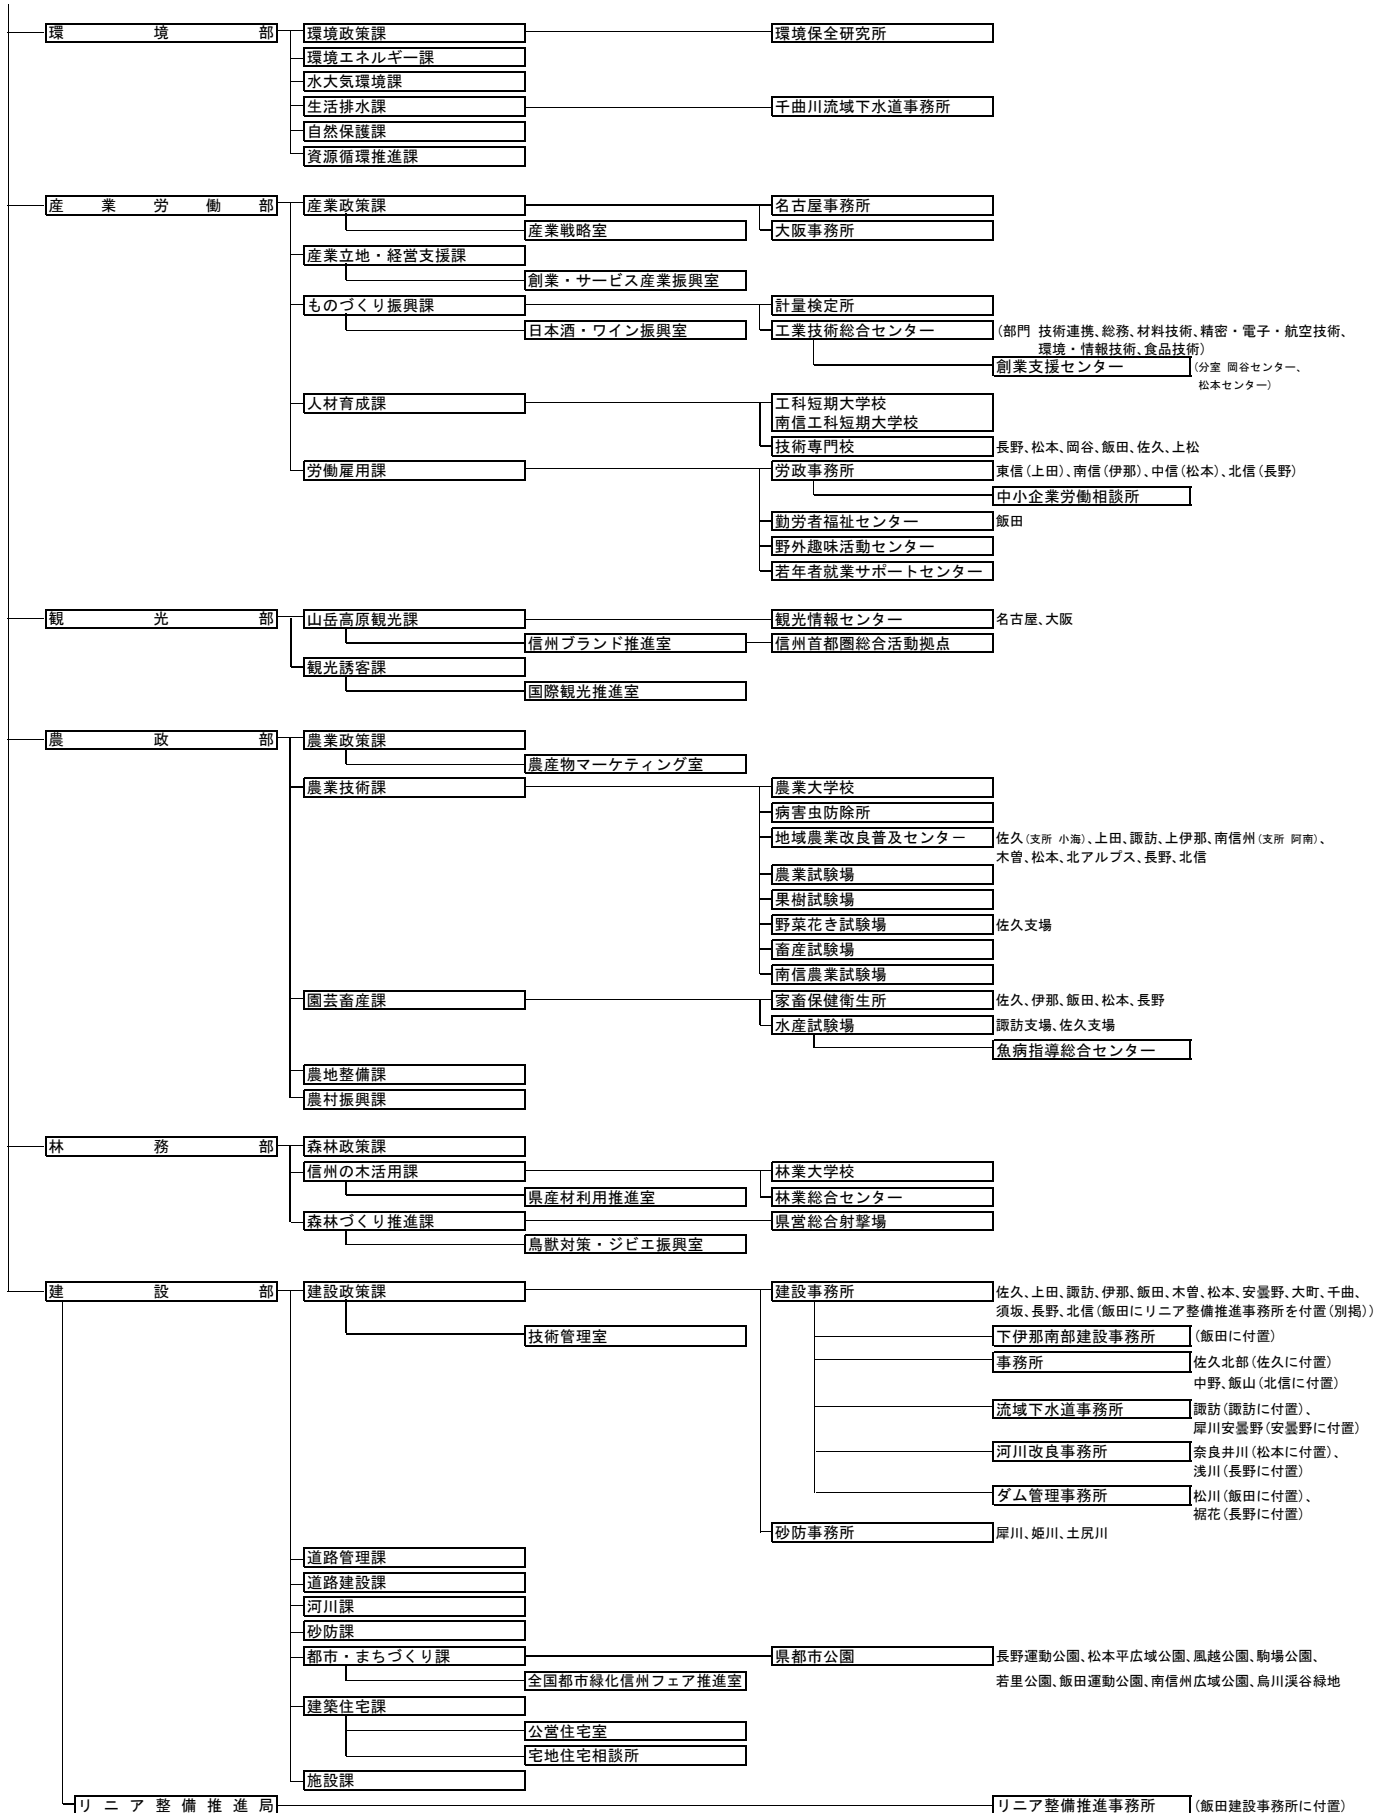 環境部 環境政策課 環境保全研究所
環境エネルギー課
水大気環境課
生活排水課 千曲川流域下水道事務所
自然保護課
資源循環推進課
産業労働部 産業政策課 名古屋事務所
産業戦略室 大阪事務所
産業立地・経営支援課
創業・サービス産業振興室
ものづくり振興課 計量検定所
日本酒・ワイン振興室 工業技術総合センター (部門 技術連携、総務、材料技術、精密・電子・航空技術、
環境・情報技術、食品技術)
創業支援センター (分室 岡谷センター、
松本センター)
人材育成課 工科短期大学校
南信工科短期大学校
技術専門校 長野、松本、岡谷、飯田、佐久、上松
労働雇用課 労政事務所 東信(上田)、南信(伊那)、中信(松本)、北信(長野)
中小企業労働相談所
勤労者福祉センター 飯田
野外趣味活動センター
若年者就業サポートセンター
観光部 山岳高原観光課 観光情報センター 名古屋、大阪
信州ブランド推進室 信州首都圏総合活動拠点
観光誘客課
国際観光推進室
農政部 農業政策課
農産物マーケティング室
農業技術課 農業大学校
病害虫防除所
地域農業改良普及センター 佐久(支所 小海)、上田、諏訪、上伊那、南信州(支所 阿南)、
木曽、松本、北アルプス、長野、北信
農業試験場
果樹試験場
野菜花き試験場 佐久支場
畜産試験場
南信農業試験場
園芸畜産課 家畜保健衛生所 佐久、伊那、飯田、松本、長野
水産試験場 諏訪支場、佐久支場
魚病指導総合センター
農地整備課
農村振興課
林務部 森林政策課
信州の木活用課 林業大学校
県産材利用推進室 林業総合センター
森林づくり推進課 県営総合射撃場
鳥獣対策・ジビエ振興室
建設部 建設政策課 建設事務所 佐久、上田、諏訪、伊那、飯田、木曽、松本、安曇野、大町、千曲、
須坂、長野、北信(飯田にリニア整備推進事務所を付置(別掲))
技術管理室 下伊那南部建設事務所 (飯田に付置)
事務所 佐久北部(佐久に付置)
中野、飯山(北信に付置)
流域下水道事務所 諏訪(諏訪に付置)、
犀川安曇野(安曇野に付置)
河川改良事務所 奈良井川(松本に付置)、
浅川(長野に付置)
ダム管理事務所 松川(飯田に付置)、
裾花(長野に付置)
砂防事務所 犀川、姫川、土尻川
道路管理課
道路建設課
河川課
砂防課
都市・まちづくり課 県都市公園 長野運動公園、松本平広域公園、風越公園、駒場公園、
全国都市緑化信州フェア推進室 若里公園、飯田運動公園、南信州広域公園、烏川渓谷緑地
建築住宅課
公営住宅室
宅地住宅相談所
施設課
リニア整備推進局 リニア整備推進事務所 (飯田建設事務所に付置)